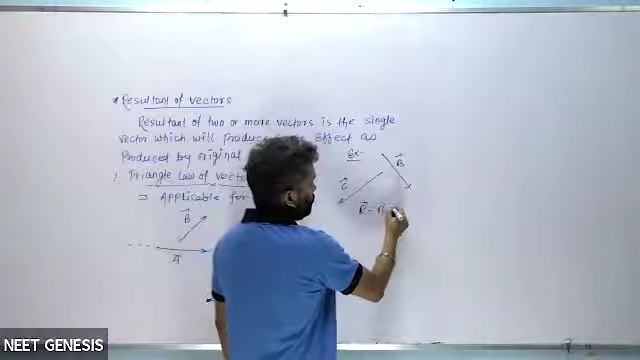 * Resultant of vectors
Resultant of two or more vectors is the single
vector which will produce effect as
Produced by original
Triangle law of vect
⇒ Applicable for
B
A
Ex-
B
C
R = B
NEET GENESIS